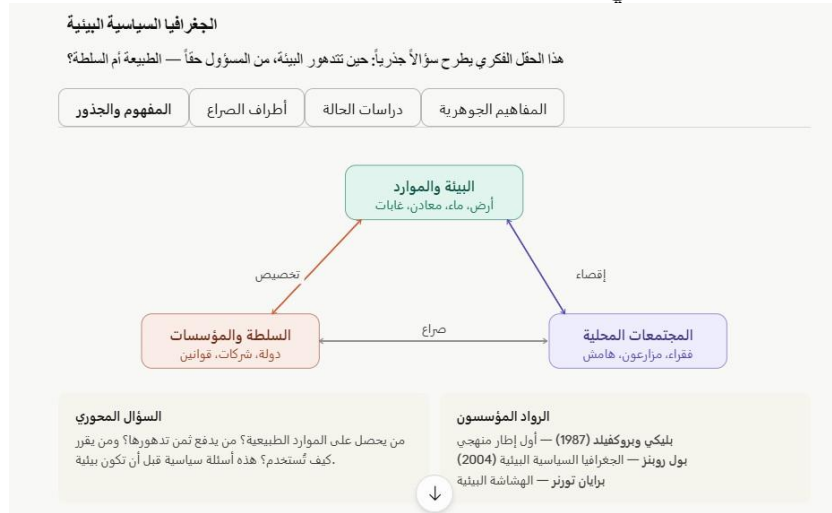 الجغرافيا السياسية البيئية
هذا الحقل الفكري يطرح سؤالاً جذرياً: حين تتدهور البيئة، من المسؤول حقاً — الطبيعة أم السلطة؟
المفهوم والجذور
أطراف الصراع
دراسات الحالة
المفاهيم الجوهرية
البيئة والموارد
أرض، ماء، معادن، غابات
تخصيص
إقصاء
السلطة والمؤسسات
دولة، شركات، قوانين
صراع
المجتمعات المحلية
فقراء، مزارعون، هامش
الرواد المؤسسون
بليكي وبروكفيلد (1987) — أول إطار منهجي
بول روبنز — الجغرافيا السياسية البيئية (2004)
برايان تورنر — الهشاشة البيئية
السؤال المحوري
من يحصل على الموارد الطبيعية؟ من يدفع ثمن تدهورها؟ ومن يقرر
كيف تُستخدم؟ هذه أسئلة سياسية قبل أن تكون بيئية.